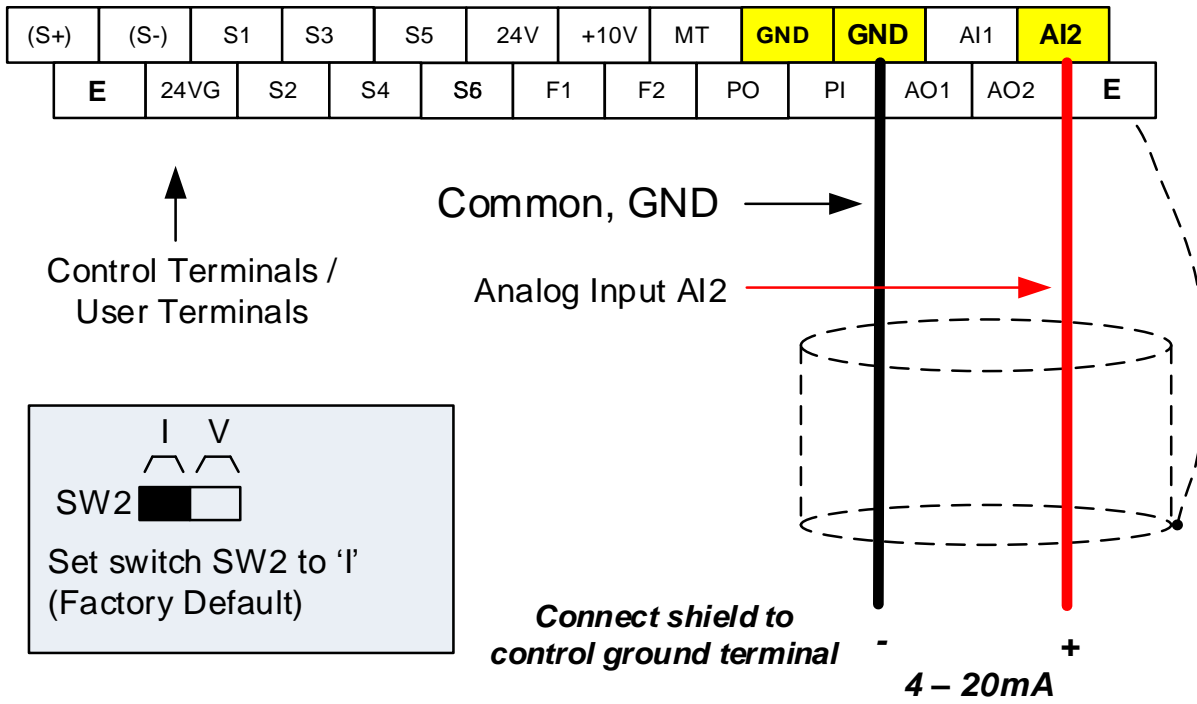 (S+) (S-) S1 S3 S5 24V +10V MT GND GND AI1 AI2
E 24VG S2 S4 S6 F1 F2 PO PI AO1 AO2 E
Common, GND
Control Terminals /
User Terminals
Analog Input AI2
I V
SW2
Set switch SW2 to ‘I’
(Factory Default)
Connect shield to
control ground terminal
- +
4 – 20mA